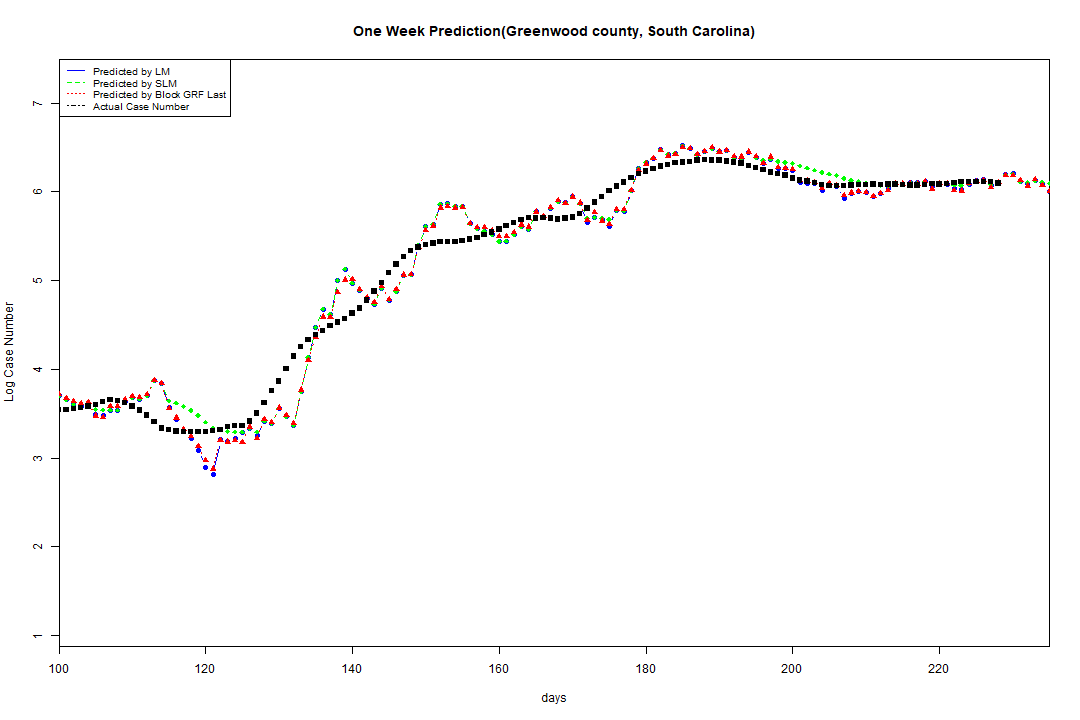 One Week Prediction(Greenwood county, South Carolina)
Predicted by LM
Predicted by SLM
Predicted by Block GRF Last
Actual Case Number
7
6
5
4
3
2
1
Log Case Number
100 120 140 160 180 200 220
days